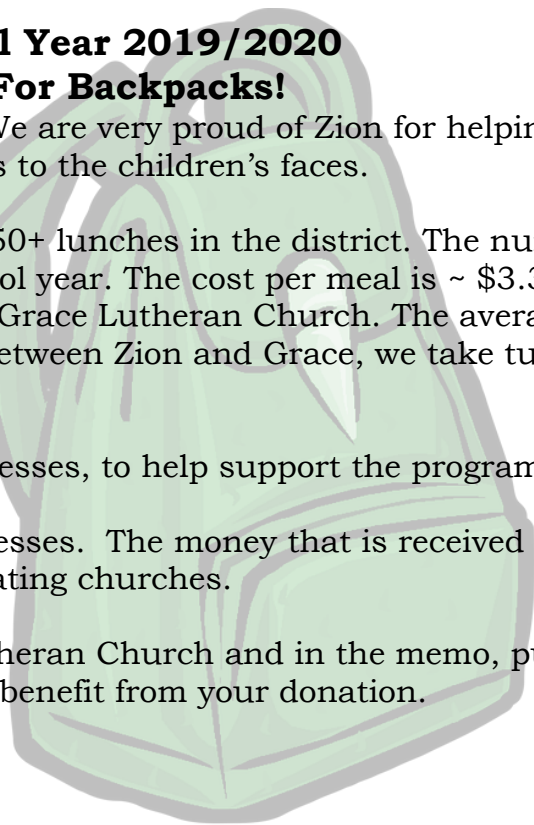 l Year 2019/2020
For Backpacks!
We are very proud of Zion for helpin
s to the children's faces.
50+ lunches in the district. The nu
ol year. The cost per meal is ~ $3.3
Grace Lutheran Church. The avera
etween Zion and Grace, we take tu
esses, to help support the program
esses.  The money that is received
ating churches.
heran Church and in the memo, pu
benefit from your donation.